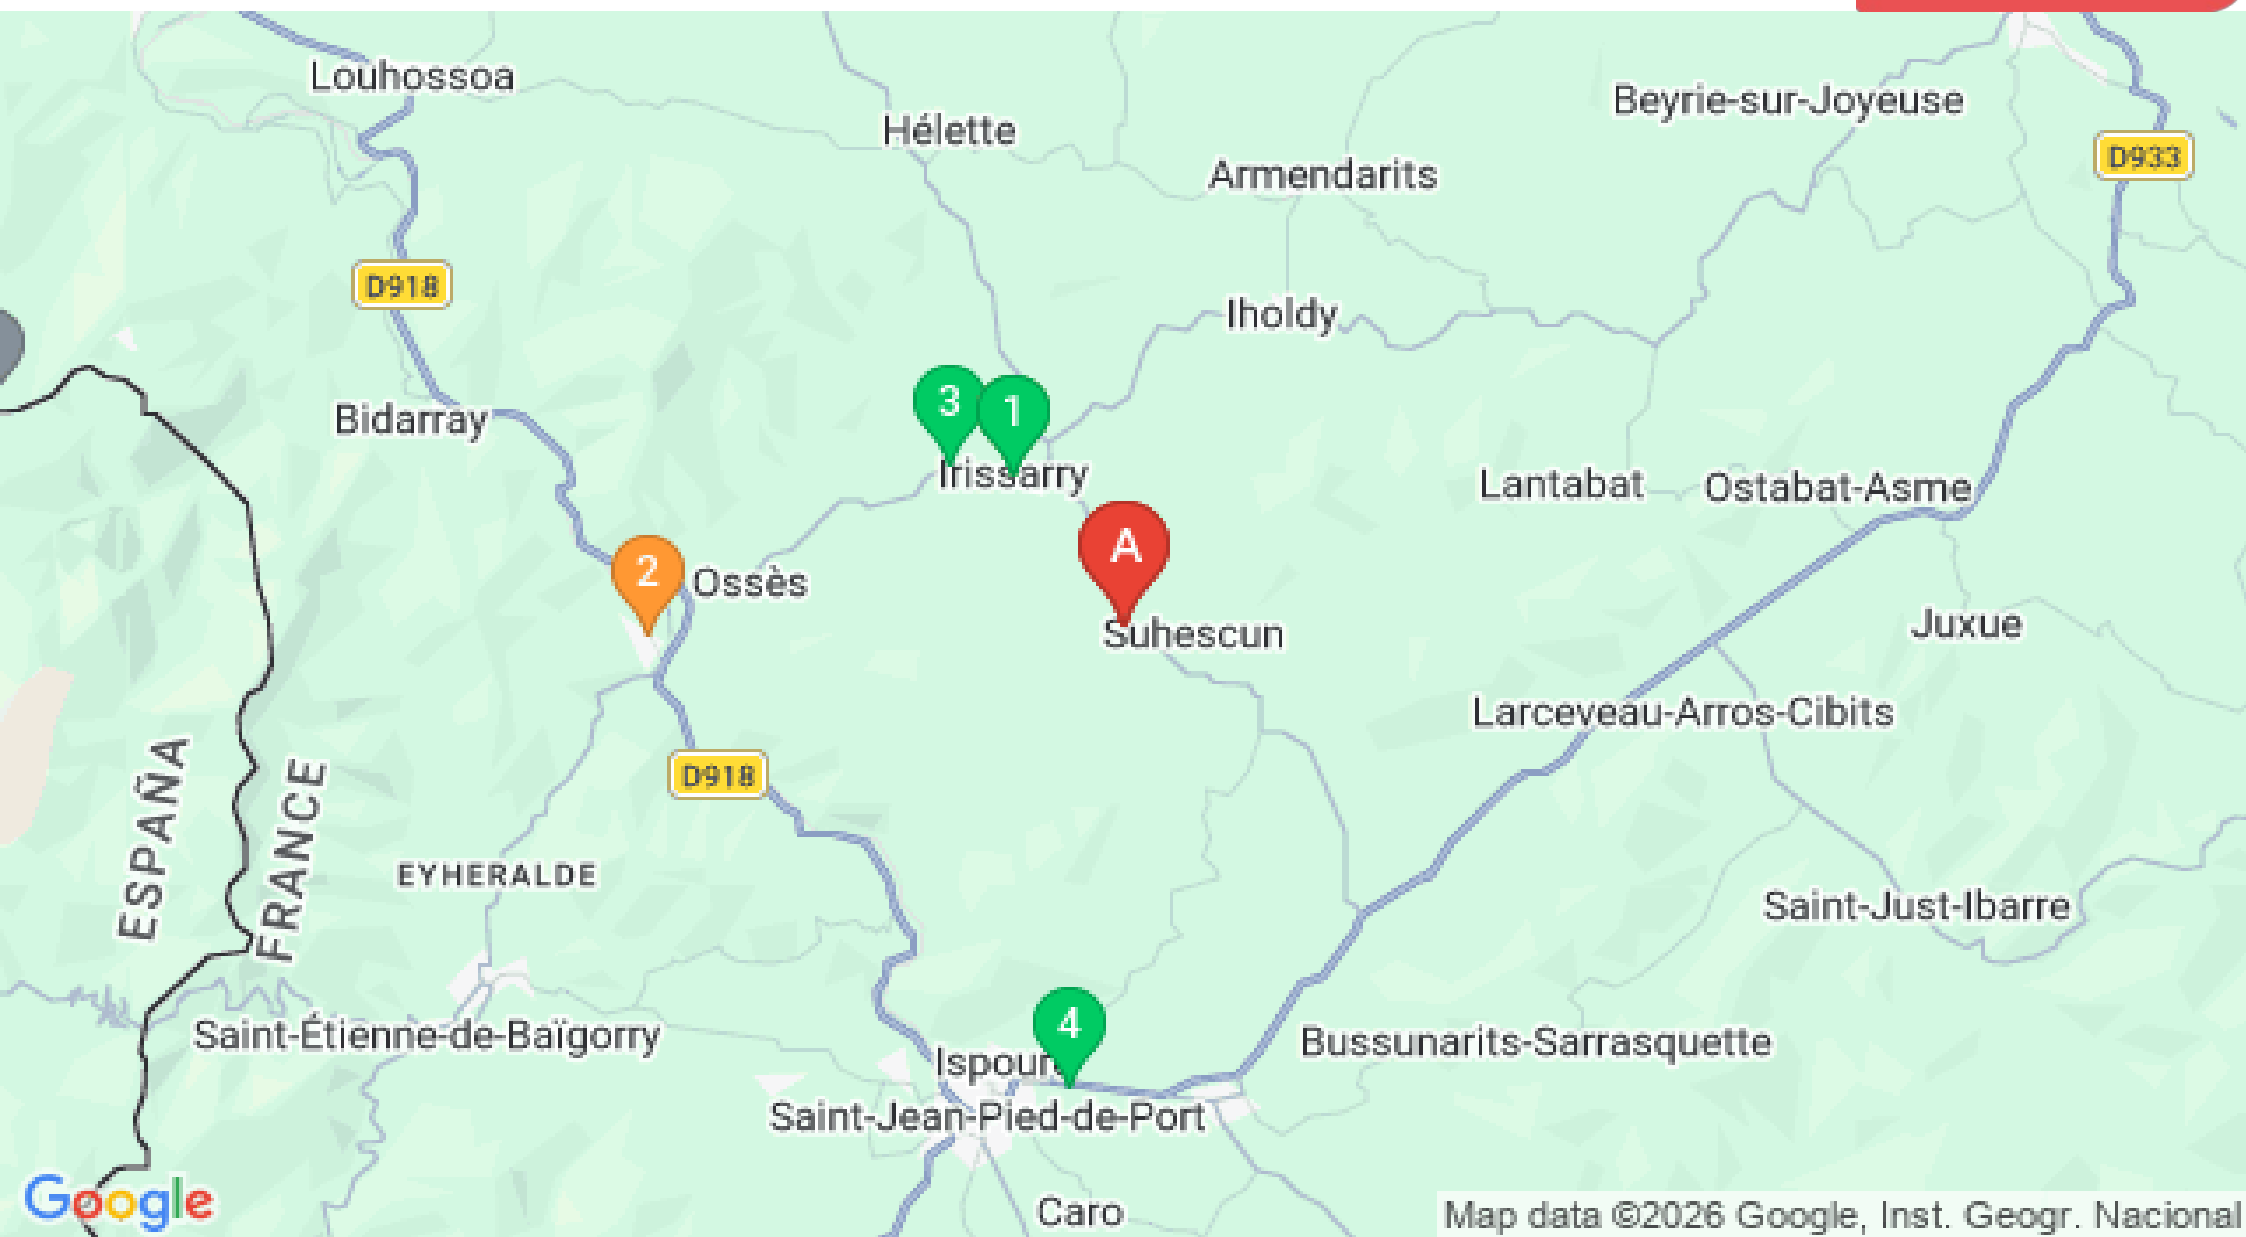 Louhossoa
Hélette
Beyrie-sur-Joyeuse
D933
Armendarits
D918
Iholdy
3
1
Bidarray
Irissarry
Lantabat
Ostabat-Asme
A
2
Ossès
Suhescun
Juxue
Larceveau-Arros-Cibits
D918
ESPAÑA
FRANCE
EYHERALDE
Saint-Just-Ibarre
4
Saint-Étienne-de-Baïgorry
Bussunarits-Sarrasquette
Ispoure
Saint-Jean-Pied-de-Port
Google
Caro
Map data ©2026 Google, Inst. Geogr. Nacional